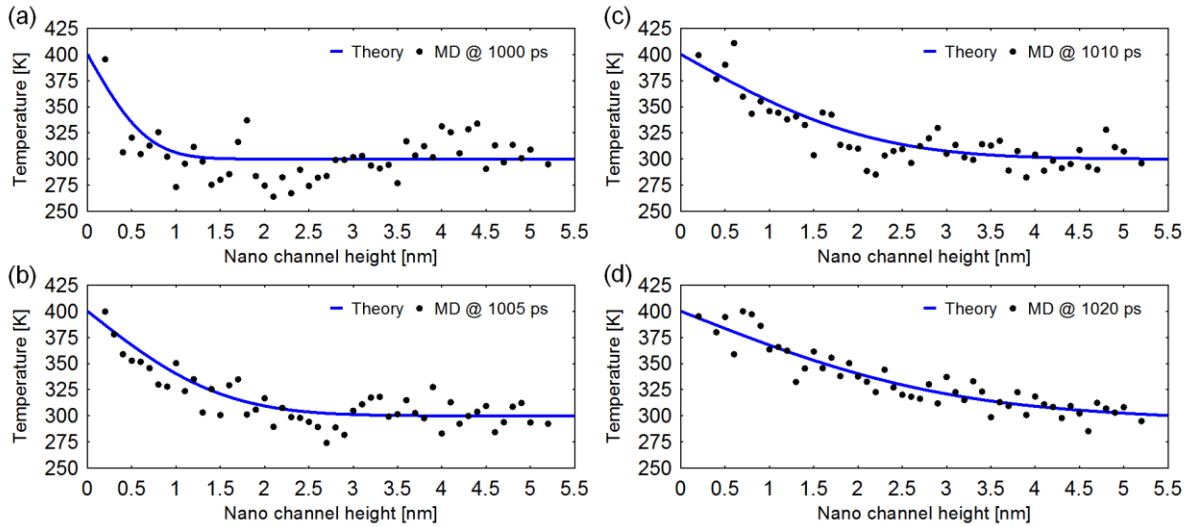 (a)
425
400
375
350
325
300
275
250
Temperature [K]
Theory MD @ 1000 ps
0 0.5 1 1.5 2 2.5 3 3.5 4 4.5 5 5.5
Nano channel height [nm]
(b)
425
400
375
350
325
300
275
250
Temperature [K]
Theory MD @ 1005 ps
0 0.5 1 1.5 2 2.5 3 3.5 4 4.5 5 5.5
Nano channel height [nm]
(c)
425
400
375
350
325
300
275
250
Temperature [K]
Theory MD @ 1010 ps
0 0.5 1 1.5 2 2.5 3 3.5 4 4.5 5 5.5
Nano channel height [nm]
(d)
425
400
375
350
325
300
275
250
Temperature [K]
Theory MD @ 1020 ps
0 0.5 1 1.5 2 2.5 3 3.5 4 4.5 5 5.5
Nano channel height [nm]